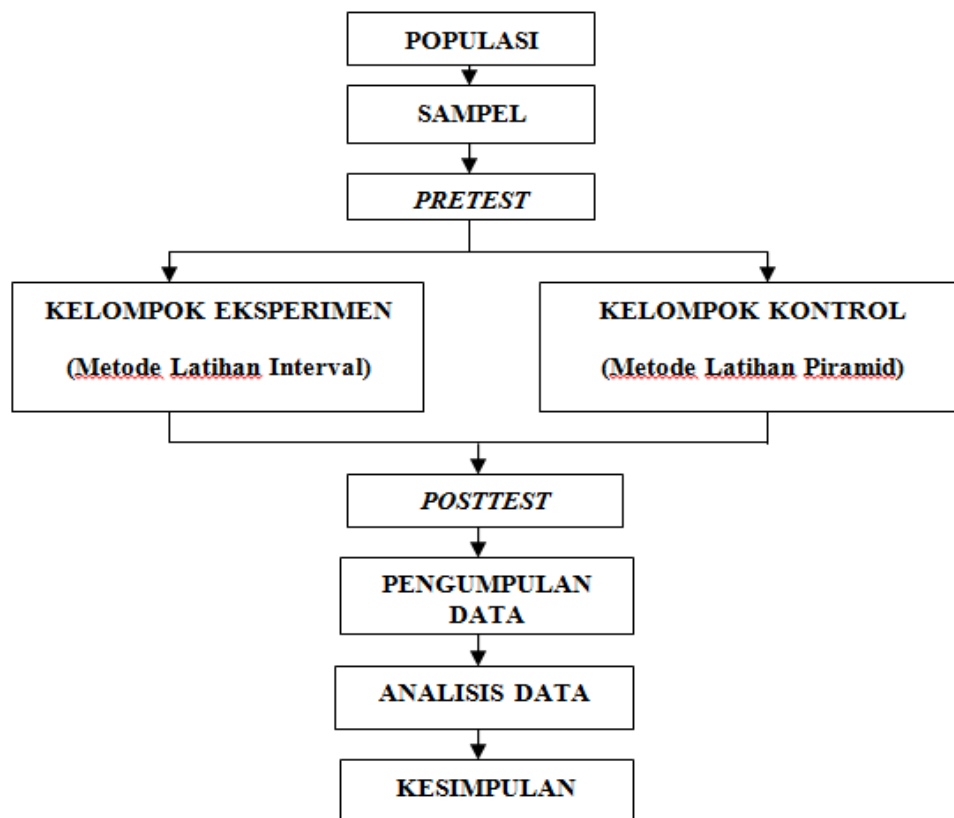 POPULASI
SAMPEL
PRETEST
KELOMPOK EKSPERIMEN
(Metode Latihan Interval)
KELOMPOK KONTROL
(Metode Latihan Piramid)
POSTTEST
PENGUMPULAN
DATA
ANALISIS DATA
KESIMPULAN